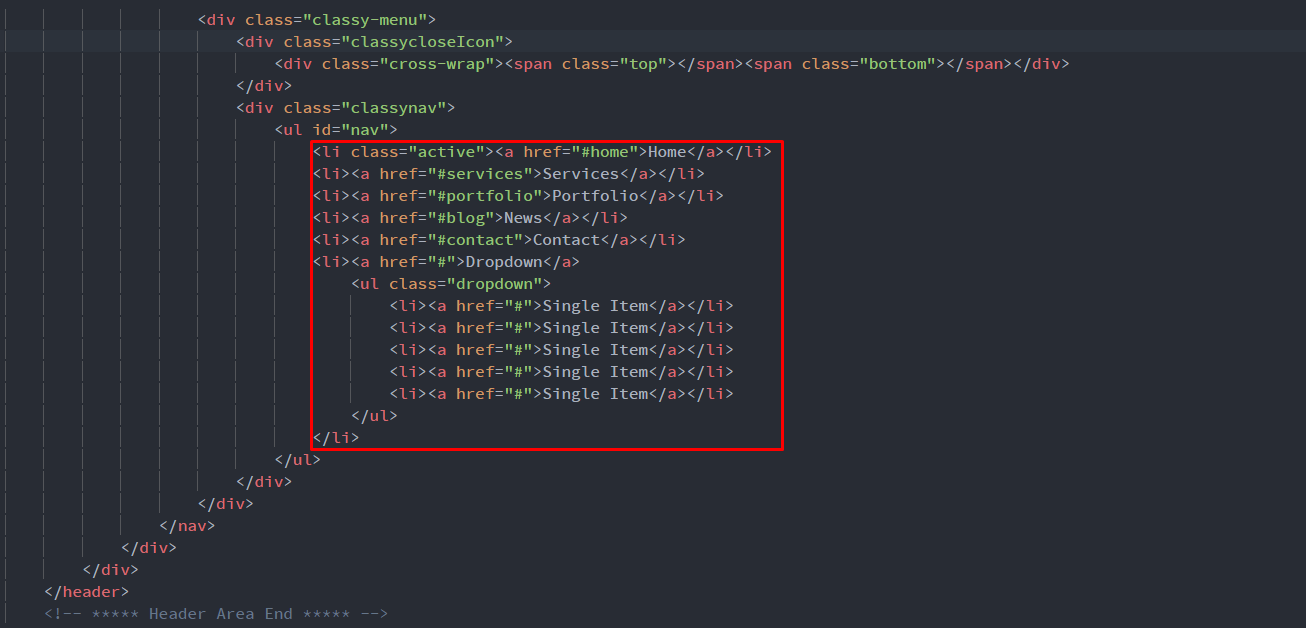 <div class="classy-menu">
<div class="classycloseIcon">
<div class="cross-wrap"><span class="top"></span><span class="bottom"></span></div>
</div>
<div class="classynav">
<ul id="nav">
<li class="active"><a href="#home">Home</a></li>
<li><a href="#services">Services</a></li>
<li><a href="#portfolio">Portfolio</a></li>
<li><a href="#blog">News</a></li>
<li><a href="#contact">Contact</a></li>
<li><a href="#">Dropdown</a>
<ul class="dropdown">
<li><a href="#">Single Item</a></li>
<li><a href="#">Single Item</a></li>
<li><a href="#">Single Item</a></li>
<li><a href="#">Single Item</a></li>
<li><a href="#">Single Item</a></li>
</ul>
</li>
</ul>
</div>
</div>
</nav>
</div>
</div>
</header>
<!-- ***** Header Area End ***** -->